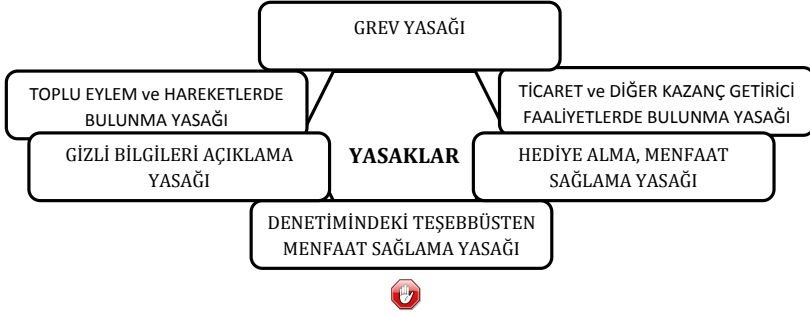 GREV YASAĞI
TOPLU EYLEM ve HAREKETLERDE
BULUNMA YASAĞI
TİCARET ve DİĞER KAZANÇ GETİRİCİ
FAALİYETLERDE BULUNMA YASAĞI
GİZLİ BİLGİLERİ AÇIKLAMA
YASAĞI
YASAKLAR
HEDİYE ALMA, MENFAAT
SAĞLAMA YASAĞI
DENETİMİNDEKİ TEŞEBBÜSTEN
MENFAAT SAĞLAMA YASAĞI